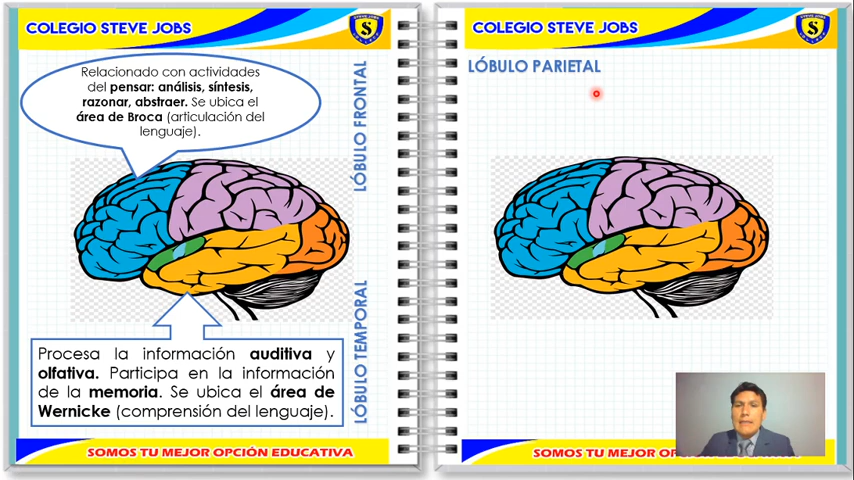 COLEGIO STEVE JOBS
Relacionado con actividades
del pensar: análisis, síntesis,
razonar, abstraer. Se ubica el
área de Broca (articulación del
lenguaje).
LÓBULO FRONTAL
Procesa la información auditiva y
olfativa. Participa en la información
de la memoria. Se ubica el área de
Wernicke (comprensión del lenguaje).
LÓBULO TEMPORAL
SOMOS TU MEJOR OPCIÓN EDUCATIVA
COLEGIO STEVE JOBS
LÓBULO PARIETAL
SOMOS TU MEJOR